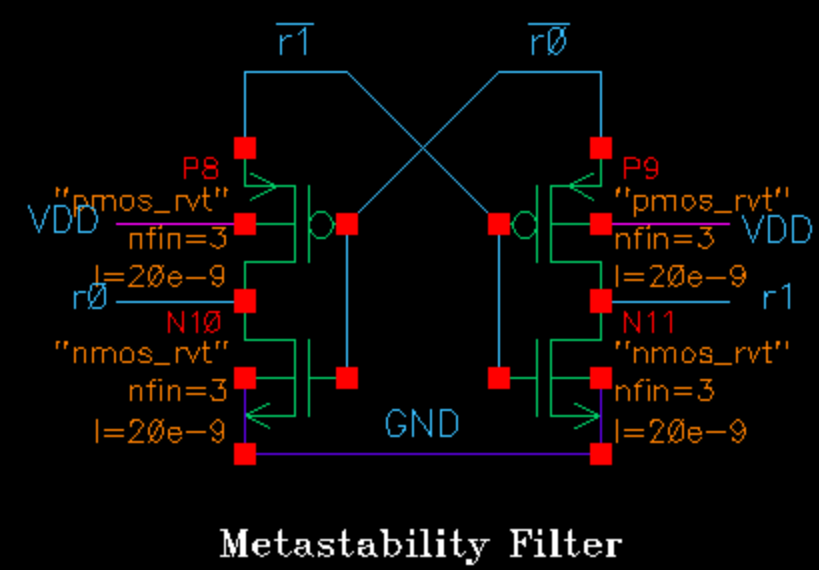 r1 r0
P8 P9
"pmos_rvt" "pmos_rvt"
VDD VDD
nfin=3 nfin=3
l=20e-9 l=20e-9
r0 r1
N10 N11
"nmos_rvt" "nmos_rvt"
nfin=3 nfin=3
GND
l=20e-9 l=20e-9
Metastability Filter